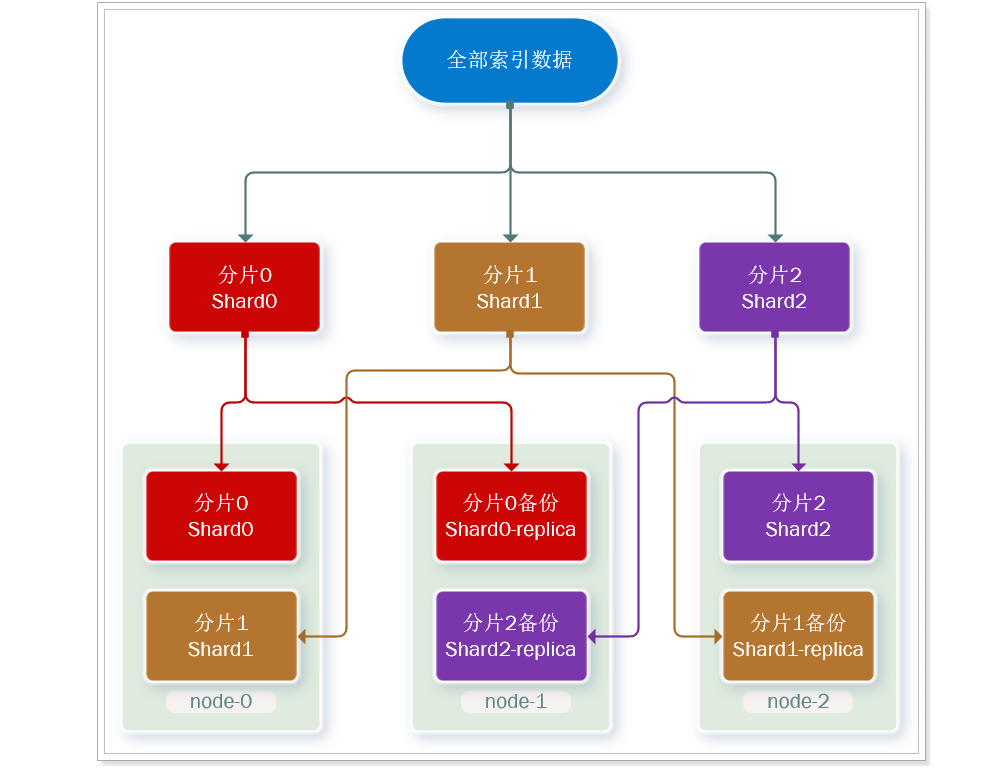 全部索引数据
分片0
Shard0
分片1
Shard1
分片2
Shard2
分片0
Shard0
分片1
Shard1
node-0
分片0备份
Shard0-replica
分片2备份
Shard2-replica
node-1
分片2
Shard2
分片1备份
Shard1-replica
node-2